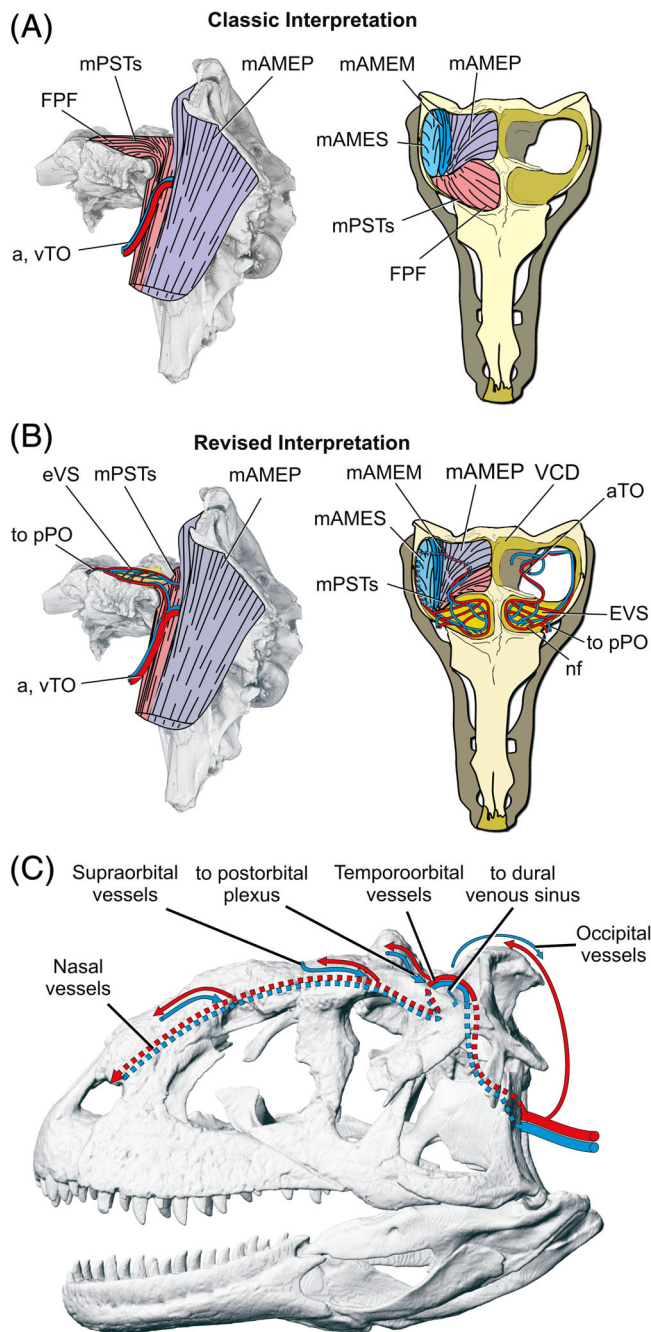 (A)
Classic Interpretation
mPSTs
mAMEP
FPF
a, vTO
mAMEM
mAMEP
mAMES
mPSTs
FPF
(B)
Revised Interpretation
eVS
mPSTs
mAMEP
to pPO
a, vTO
mAMEM
mAMEP
VCD
aTO
mAMES
mPSTs
EVS
to pPO
nf
(C)
Supraorbital
vessels
to postorbital
plexus
Temporoorbital
vessels
to dural
venous sinus
Occipital
vessels
Nasal
vessels